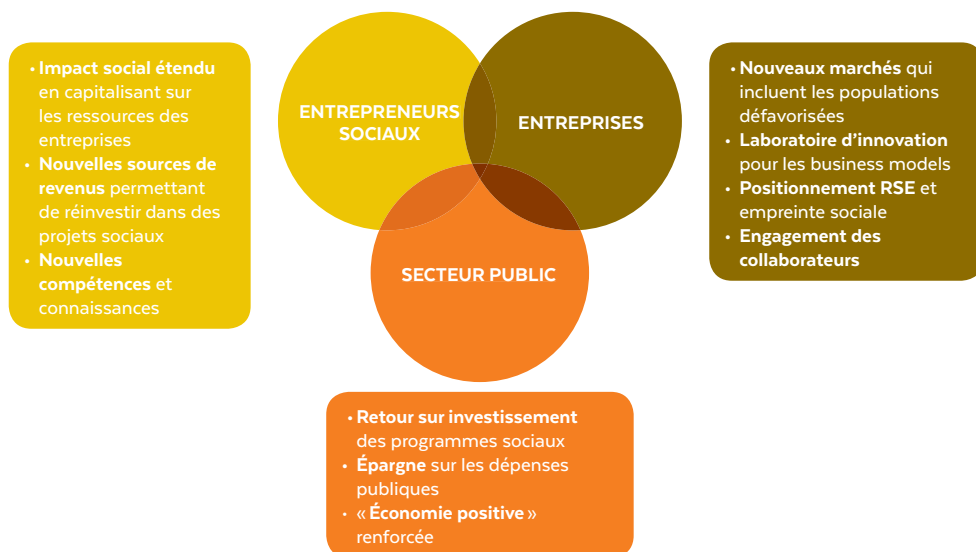 • Impact social étendu
en capitalisant sur
les ressources des
entreprises
• Nouvelles sources de
revenus permettant
de réinvestir dans des
projets sociaux
• Nouvelles
compétences et
connaissances
ENTREPRENEURS
SOCIAUX
ENTREPRISES
SECTEUR PUBLIC
• Nouveaux marchés qui
incluent les populations
défavorisées
• Laboratoire d’innovation
pour les business models
• Positionnement RSE et
empreinte sociale
• Engagement des
collaborateurs
• Retour sur investissement
des programmes sociaux
• Épargne sur les dépenses
publiques
• « Économie positive »
renforcée